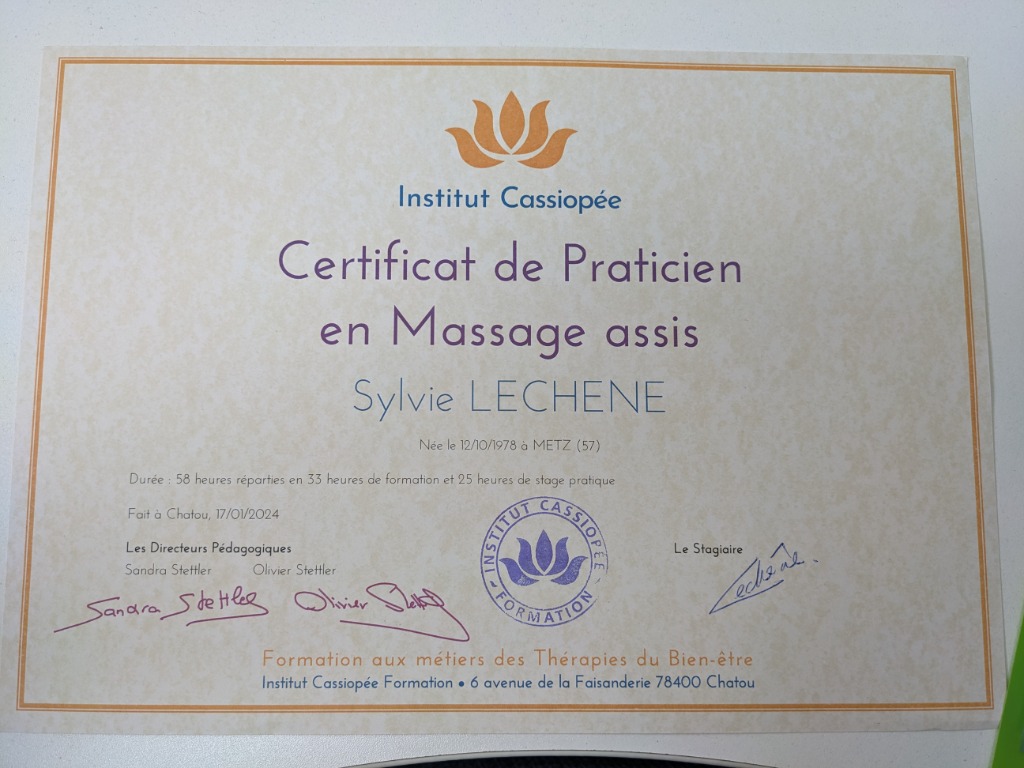 Institut Cassiopée
Certificat de Praticien
en Massage assis
Sylvie LECHENE
Née le 12/10/1978 à METZ (57)
Durée : 58 heures réparties en 33 heures de formation et 25 heures de stage pratique
Fait à Chatou, 17/01/2024
Les Directeurs Pédagogiques
Sandra Stettler Olivier Stettler
Sandra Stettler Olivier Stettler
INSTITUT CASSIOPÉE
FORMATION
Le Stagiaire
Lechêne
Formation aux métiers des Thérapies du Bien-être
Institut Cassiopée Formation • 6 avenue de la Faisanderie 78400 Chatou